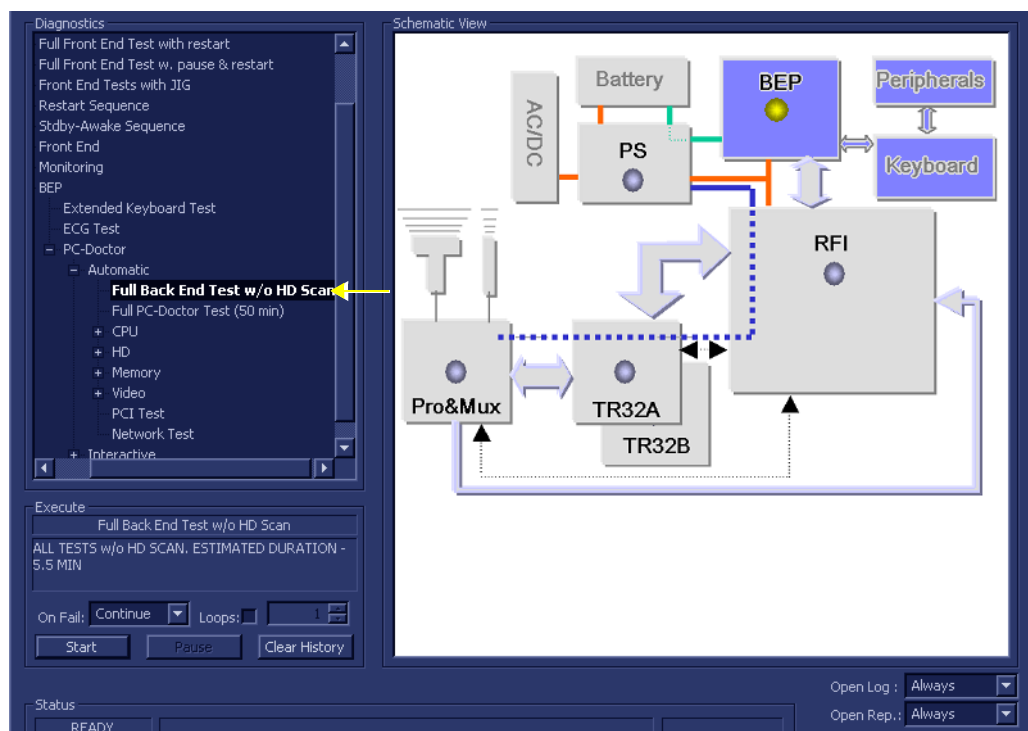 Diagnostics
Full Front End Test with restart
Full Front End Test w. pause & restart
Front End Tests with JIG
Restart Sequence
Stdby-Awake Sequence
Front End
Monitoring
BEP
Extended Keyboard Test
ECG Test
PC-Doctor
Automatic
Full Back End Test w/o HD Scan
Full PC-Doctor Test (50 min)
CPU
HD
Memory
Video
PCI Test
Network Test
Interactive
Execute
Full Back End Test w/o HD Scan
ALL TESTS w/o HD SCAN. ESTIMATED DURATION -
5.5 MIN
On Fail: Continue Loops: 1
Start Pause Clear History
Status
READY
Schematic View
AC/DC
Battery
PS
BEP
Peripherals
Keyboard
RFI
Pro&Mux
TR32A
TR32B
Open Log : Always
Open Rep.: Always